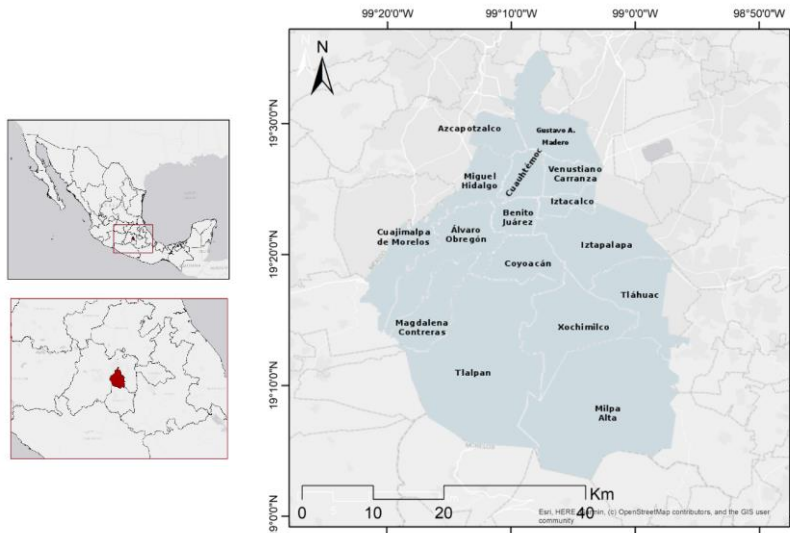 99°20'0"W 99°10'0"W 99°0'0"W 98°50'0"W
N
19°30'0"N
19°20'0"N
19°10'0"N
19°0'0"N
Azcapotzalco
Gustavo A.
Madero
Cuauhtémoc
Miguel
Hidalgo
Venustiano
Carranza
Iztacalco
Benito
Juárez
Cuajimalpa
de Morelos
Álvaro
Obregón
Iztapalapa
Coyoacán
Tláhuac
Magdalena
Contreras
Xochimilco
Tlalpan
Milpa
Alta
Km
0 10 20 40
Esri, HERE, Garmin, (c) OpenStreetMap contributors, and the GIS user
community